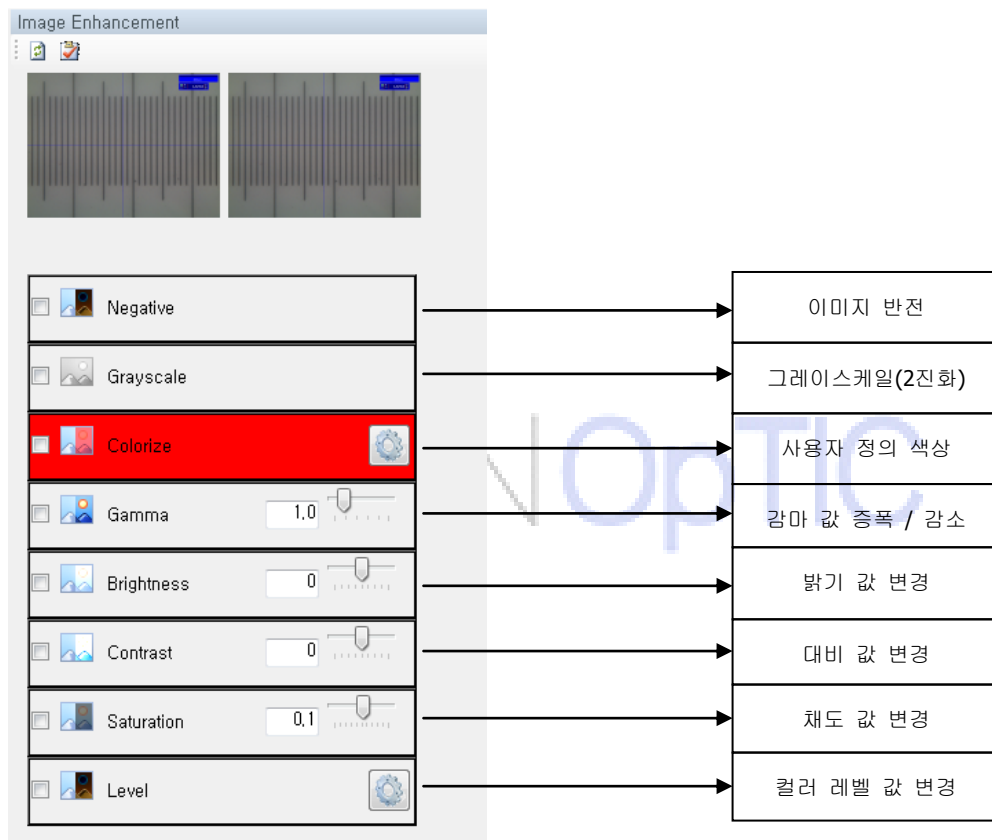 Image Enhancement
Negative
이미지 반전
Grayscale
그레이스케일(2진화)
Colorize
사용자 정의 색상
Gamma 1.0
감마 값 증폭 / 감소
Brightness 0
밝기 값 변경
Contrast 0
대비 값 변경
Saturation 0.1
채도 값 변경
Level
컬러 레벨 값 변경
NOpTIC